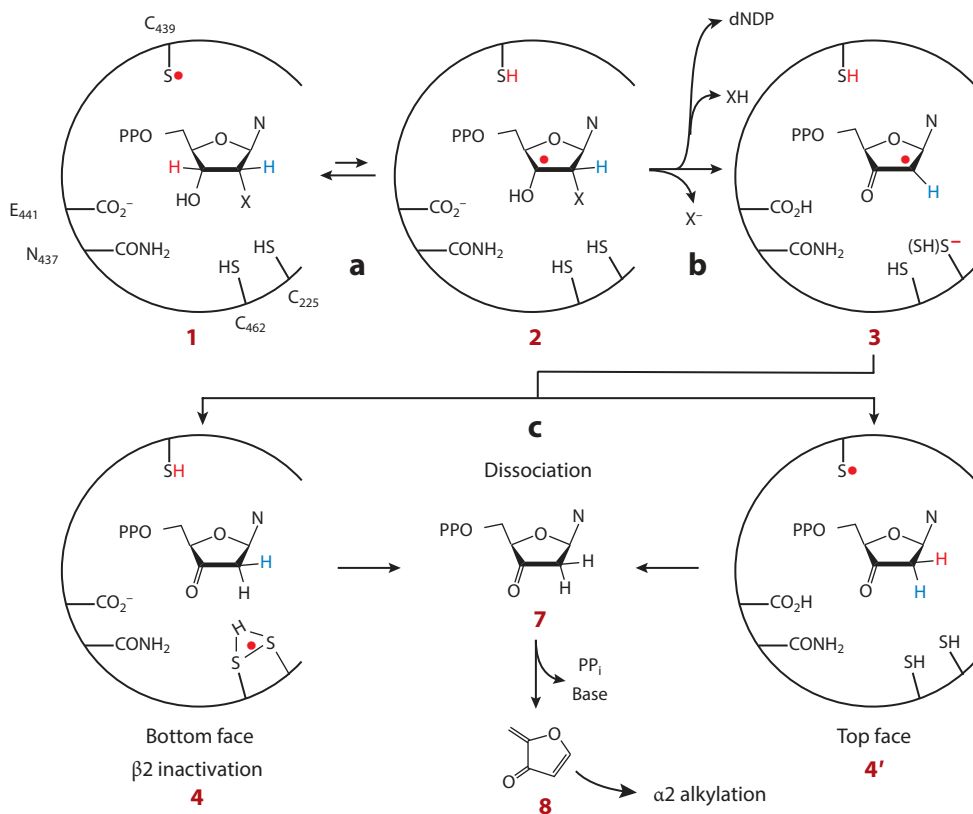 C₄₃₉
S•
PPO
O
N
H
H
HO
X
E₄₄₁
CO₂⁻
N₄₃₇
CONH₂
HS
HS
C₂₂₅
C₄₆₂
1
a
SH
PPO
O
N
H
HO
X
CO₂⁻
CONH₂
HS
HS
2
dNDP
XH
X⁻
b
SH
PPO
O
N
O
H
CO₂H
CONH₂
(SH)S⁻
HS
3
c
SH
PPO
O
N
H
O
H
CO₂⁻
CONH₂
H
S
S
Bottom face
β2 inactivation
4
Dissociation
PPO
O
N
H
O
H
7
PPᵢ
Base
O
O
8
α2 alkylation
S•
PPO
O
N
H
O
H
CO₂H
CONH₂
SH
SH
Top face
4′